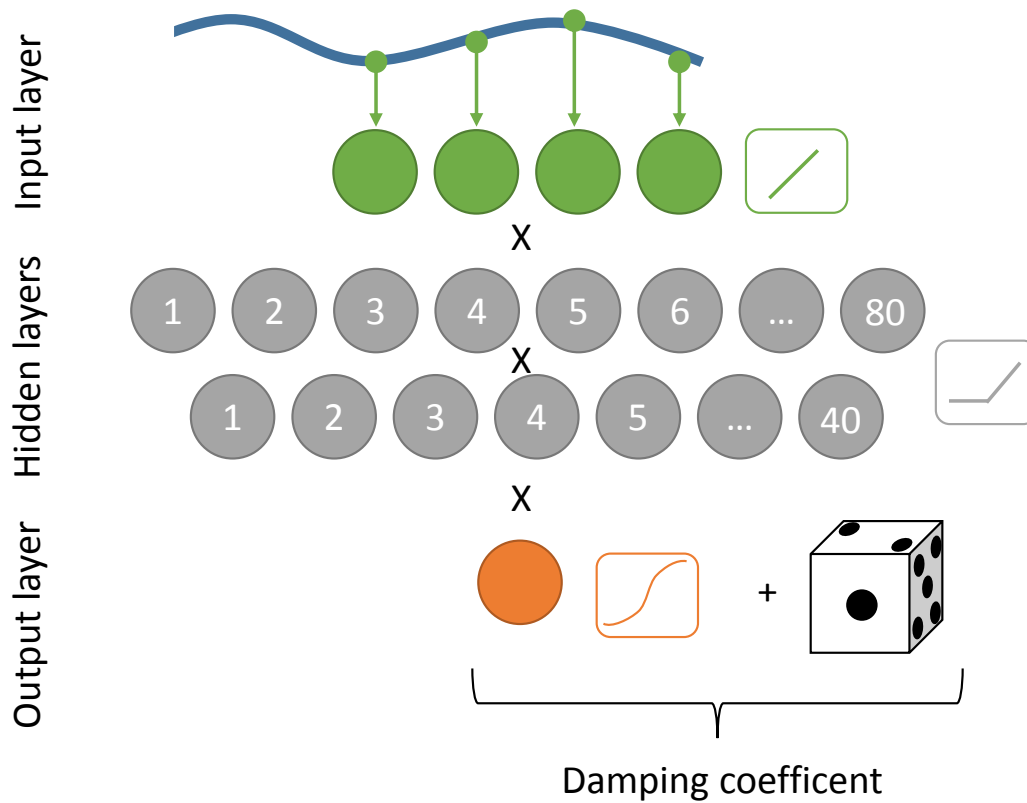 Input layer
X
Hidden layers
1 2 3 4 5 6 ... 80
X
1 2 3 4 5 ... 40
X
Output layer
+
Damping coefficent